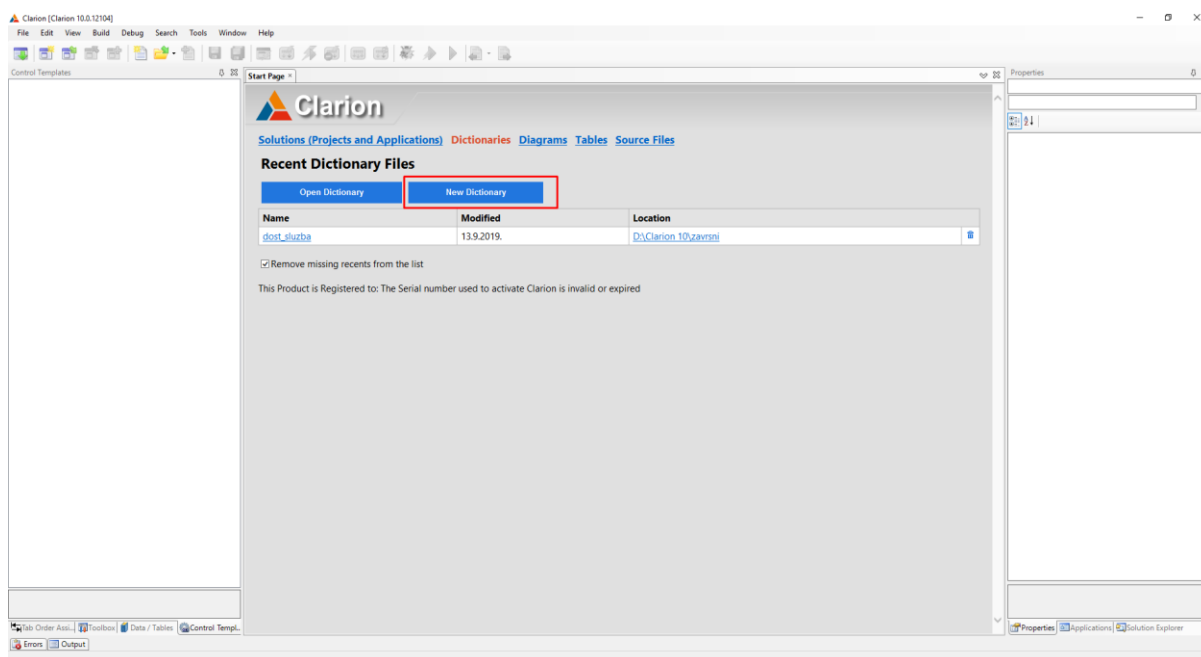 Clarion [Clarion 10.0.12104]
File Edit View Build Debug Search Tools Window Help
Control Templates
Start Page
Properties
Clarion
Solutions (Projects and Applications) Dictionaries Diagrams Tables Source Files
Recent Dictionary Files
Open Dictionary New Dictionary
Name Modified Location
dost_sluzba 13.9.2019. D:\Clarion 10\zavrsni
Remove missing recents from the list
This Product is Registered to: The Serial number used to activate Clarion is invalid or expired
Tab Order Assi... Toolbox Data / Tables Control Templ...
Properties Applications Solution Explorer
Errors Output